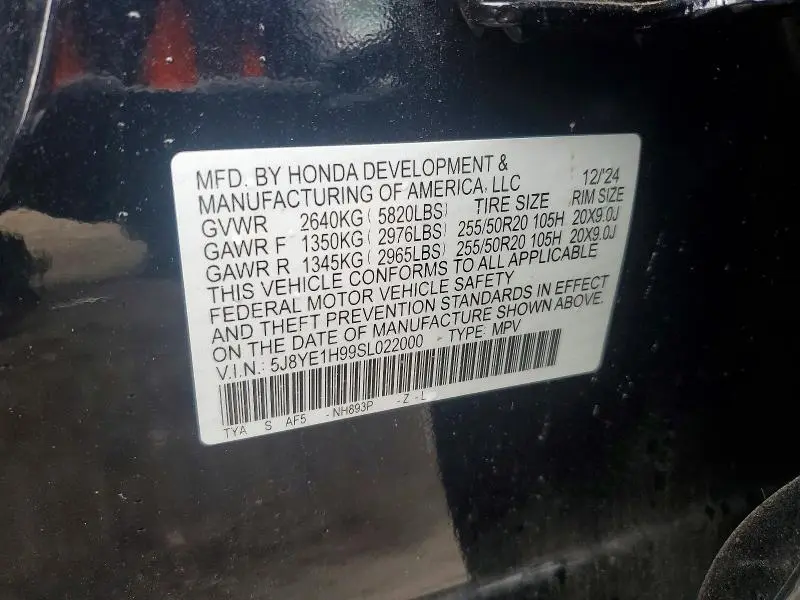 MFD. BY HONDA DEVELOPMENT &
MANUFACTURING OF AMERICA, LLC 12/'24
GVWR 2640KG ( 5820LBS) TIRE SIZE RIM SIZE
GAWR F 1350KG ( 2976LBS) 255/50R20 105H 20X9.0J
GAWR R 1345KG ( 2965LBS) 255/50R20 105H 20X9.0J
THIS VEHICLE CONFORMS TO ALL APPLICABLE
FEDERAL MOTOR VEHICLE SAFETY
AND THEFT PREVENTION STANDARDS IN EFFECT
ON THE DATE OF MANUFACTURE SHOWN ABOVE.
V.I.N.: 5J8YE1H99SL022000 TYPE: MPV
TYA S AF5 -NH893P -Z-L